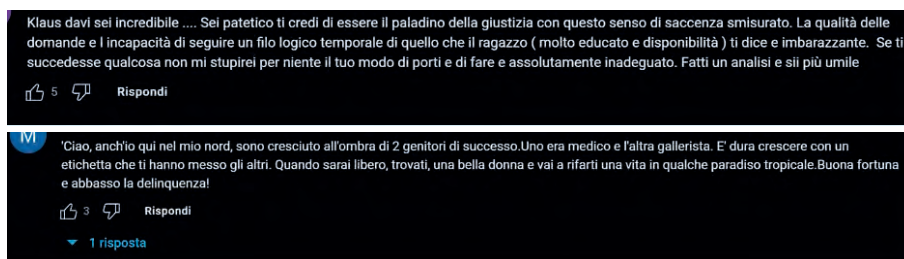 Klaus davi sei incredibile .... Sei patetico ti credi di essere il paladino della giustizia con questo senso di saccenza smisurato. La qualità delle
domande e l incapacità di seguire un filo logico temporale di quello che il ragazzo ( molto educato e disponibilità ) ti dice e imbarazzante. Se ti
succedesse qualcosa non mi stupirei per niente il tuo modo di porti e di fare e assolutamente inadeguato. Fatti un analisi e sii più umile
5 Rispondi
M
'Ciao, anch'io qui nel mio nord, sono cresciuto all'ombra di 2 genitori di successo.Uno era medico e l'altra gallerista. E' dura crescere con un
etichetta che ti hanno messo gli altri. Quando sarai libero, trovati, una bella donna e vai a rifarti una vita in qualche paradiso tropicale.Buona fortuna
e abbasso la delinquenza!
3 Rispondi
1 risposta